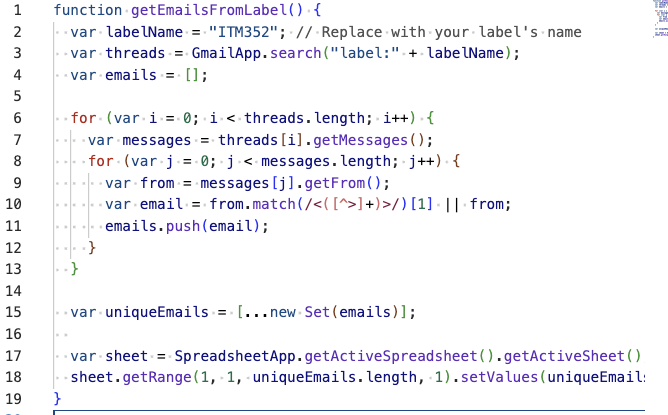 1 function getEmailsFromLabel() {
2   var labelName = "ITM352"; // Replace with your label's name
3   var threads = GmailApp.search("label:" + labelName);
4   var emails = [];
5
6   for (var i = 0; i < threads.length; i++) {
7     var messages = threads[i].getMessages();
8     for (var j = 0; j < messages.length; j++) {
9       var from = messages[j].getFrom();
10       var email = from.match(/<([^>]+)>/)[1] || from;
11       emails.push(email);
12     }
13   }
14
15   var uniqueEmails = [...new Set(emails)];
16
17   var sheet = SpreadsheetApp.getActiveSpreadsheet().getActiveSheet()
18   sheet.getRange(1, 1, uniqueEmails.length, 1).setValues(uniqueEmails
19 }